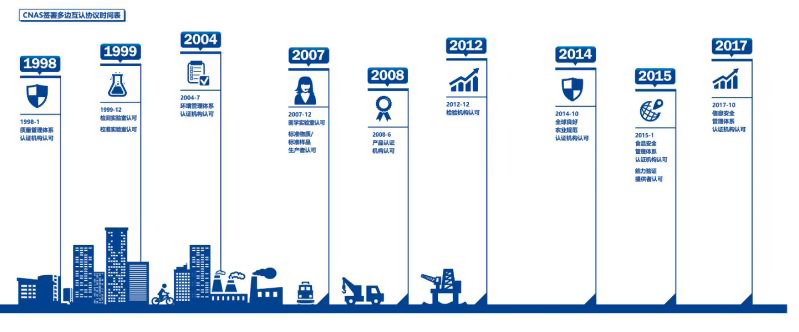 CNAS签署多边互认协议时间表
1998
1998-1
质量管理体系
认证机构认可
1999
1999-12
检测实验室认可
校准实验室认可
2004
2004-7
环境管理体系
认证机构认可
2007
2007-12
医学实验室认可
标准物质/
标准样品
生产者认可
2008
2008-6
产品认证
机构认可
2012
2012-12
检验机构认可
2014
2014-10
全球良好
农业规范
认证机构认可
2015
2015-1
食品安全
管理体系
认证机构认可
能力验证
提供者认可
2017
2017-10
信息安全
管理体系
认证机构认可